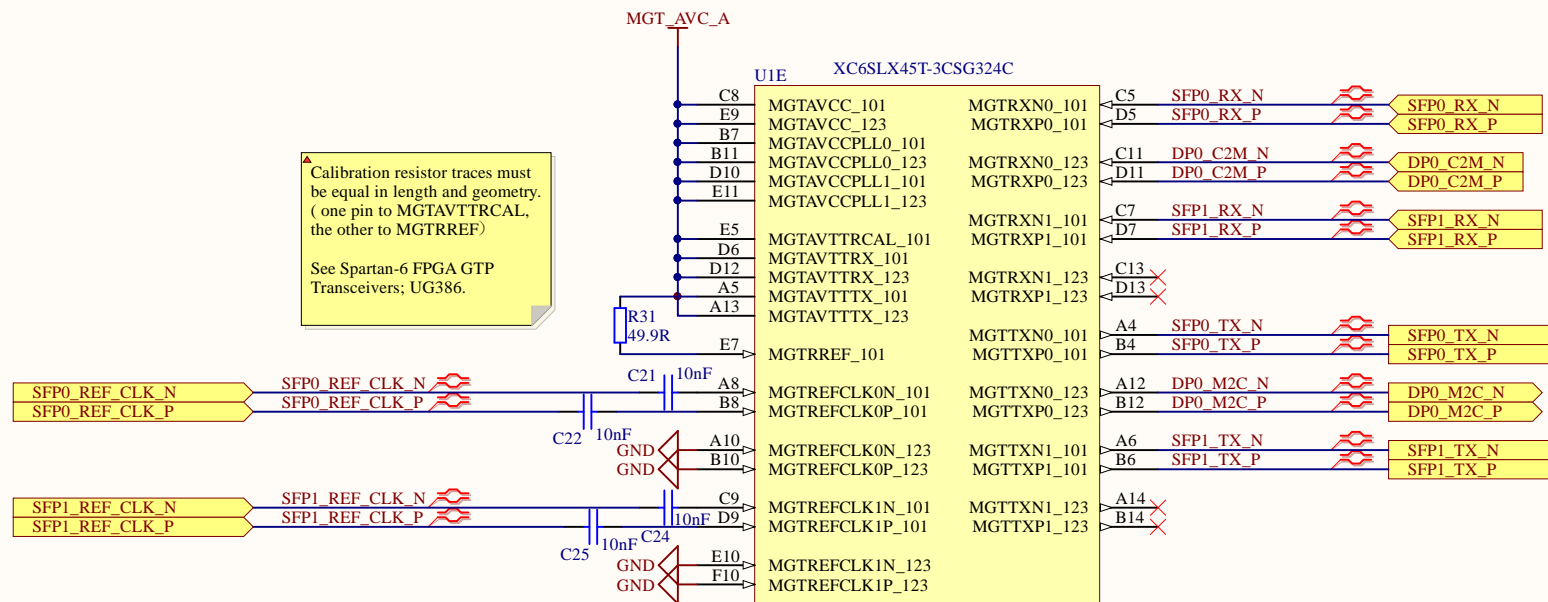 MGT_AVC_A
U1E
XC6SLX45T-3CSG324C
Calibration resistor traces must
be equal in length and geometry.
( one pin to MGTAVTTRCAL,
the other to MGTRREF）
See Spartan-6 FPGA GTP
Transceivers; UG386.
C8 MGTAVCC_101 MGTRXN0_101 C5 SFP0_RX_N SFP0_RX_N
E9 MGTAVCC_123 MGTRXP0_101 D5 SFP0_RX_P SFP0_RX_P
B7 MGTAVCCPLL0_101
B11 MGTAVCCPLL0_123 MGTRXN0_123 C11 DP0_C2M_N DP0_C2M_N
D10 MGTAVCCPLL1_101 MGTRXP0_123 D11 DP0_C2M_P DP0_C2M_P
E11 MGTAVCCPLL1_123
MGTRXN1_101 C7 SFP1_RX_N SFP1_RX_N
E5 MGTAVTTRCAL_101 MGTRXP1_101 D7 SFP1_RX_P SFP1_RX_P
D6 MGTAVTTRX_101
D12 MGTAVTTRX_123 MGTRXN1_123 C13
A5 MGTAVTTTX_101 MGTRXP1_123 D13
A13 MGTAVTTTX_123
R31
49.9R
MGTTXN0_101 A4 SFP0_TX_N SFP0_TX_N
E7 MGTRREF_101 MGTTXP0_101 B4 SFP0_TX_P SFP0_TX_P
C21 10nF
SFP0_REF_CLK_N SFP0_REF_CLK_N A8 MGTREFCLK0N_101 MGTTXN0_123 A12 DP0_M2C_N DP0_M2C_N
SFP0_REF_CLK_P SFP0_REF_CLK_P B8 MGTREFCLK0P_101 MGTTXP0_123 B12 DP0_M2C_P DP0_M2C_P
C22 10nF
GND A10 MGTREFCLK0N_123 MGTTXN1_101 A6 SFP1_TX_N SFP1_TX_N
GND B10 MGTREFCLK0P_123 MGTTXP1_101 B6 SFP1_TX_P SFP1_TX_P
SFP1_REF_CLK_N SFP1_REF_CLK_N C9 MGTREFCLK1N_101 MGTTXN1_123 A14
SFP1_REF_CLK_P SFP1_REF_CLK_P 10nF D9 MGTREFCLK1P_101 MGTTXP1_123 B14
C24
C25 10nF
GND E10 MGTREFCLK1N_123
GND F10 MGTREFCLK1P_123